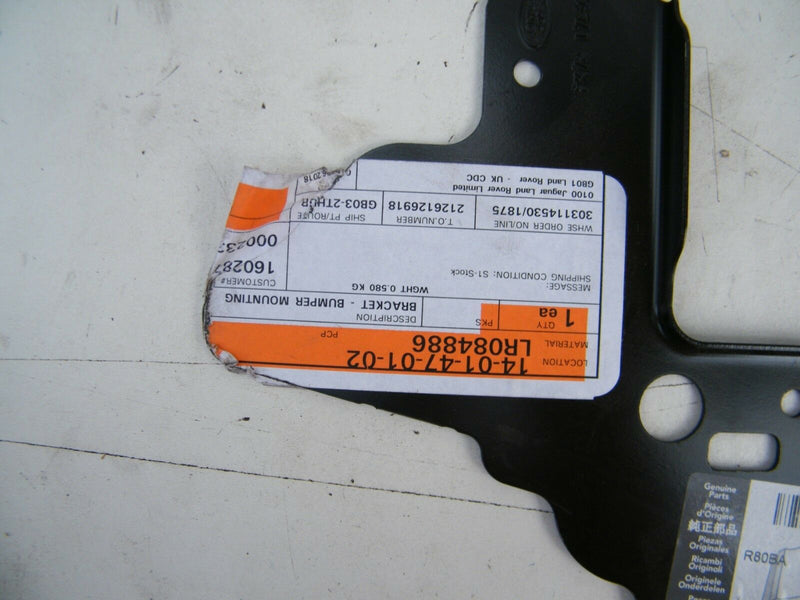 LOCATION 14-01-47-01-02
MATERIAL LR084886 PCP
QTY 1 ea PKS
DESCRIPTION
BRACKET - BUMPER MOUNTING
MESSAGE: WGHT 0.580 KG
SHIPPING CONDITION: S1-Stock
CUSTOMER#
160287
000233
WHSE ORDER NO/LINE
303114530/1875
T.O.NUMBER
2126126918
SHIP PT/ROUTE
GB03-2THUR
0100 Jaguar Land Rover Limited
GB01 Land Rover - UK CDC
2016
Genuine
Parts
Pièces
d'Origine
純正部品
Piezas
Originales
Ricambi
Originali
Originele
Onderdelen
R80BA